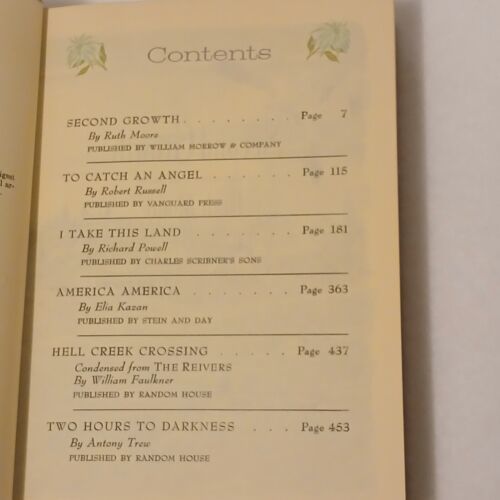 Contents
SECOND GROWTH . . . . . . . . Page 7
By Ruth Moore
PUBLISHED BY WILLIAM MORROW & COMPANY
TO CATCH AN ANGEL . . . . . . Page 115
By Robert Russell
PUBLISHED BY VANGUARD PRESS
I TAKE THIS LAND . . . . . . . Page 181
By Richard Powell
PUBLISHED BY CHARLES SCRIBNER'S SONS
AMERICA AMERICA . . . . . . . Page 363
By Elia Kazan
PUBLISHED BY STEIN AND DAY
HELL CREEK CROSSING . . . . . Page 437
Condensed from THE REIVERS
By William Faulkner
PUBLISHED BY RANDOM HOUSE
TWO HOURS TO DARKNESS . . . Page 453
By Antony Trew
PUBLISHED BY RANDOM HOUSE